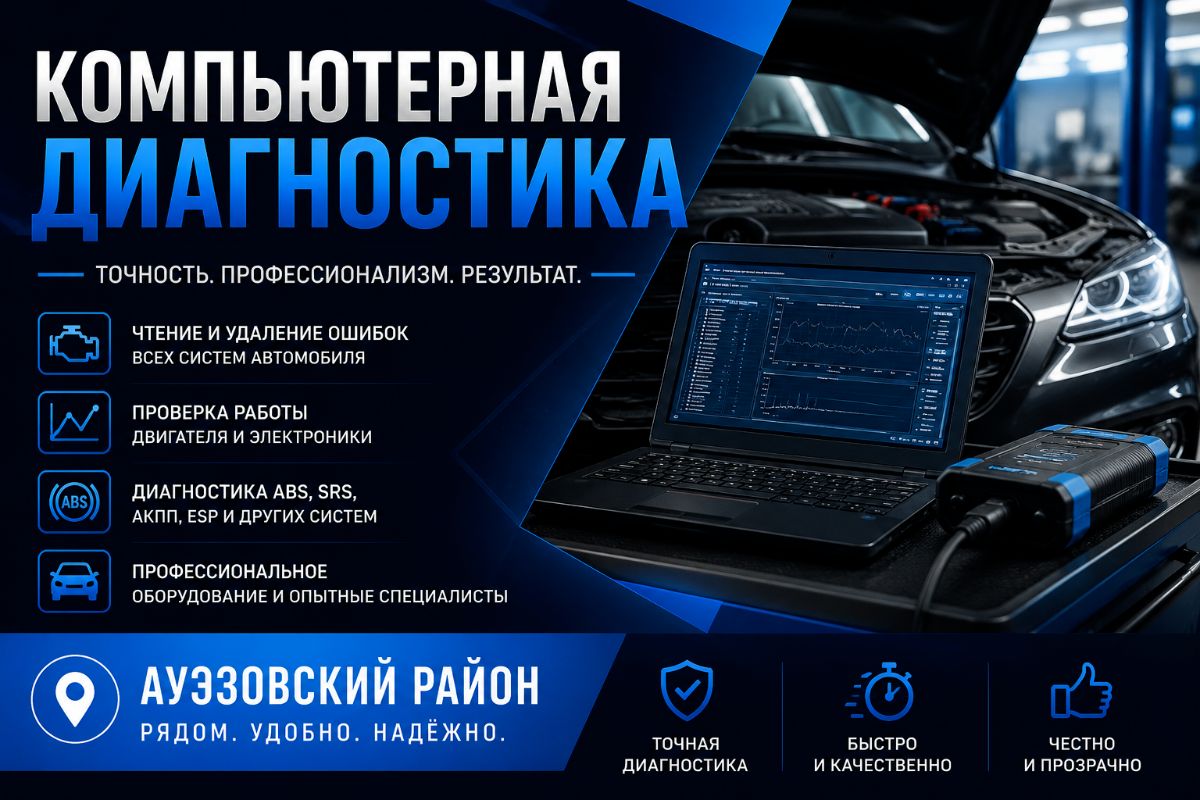 КОМПЬЮТЕРНАЯ
ДИАГНОСТИКА
ТОЧНОСТЬ. ПРОФЕССИОНАЛИЗМ. РЕЗУЛЬТАТ.
ЧТЕНИЕ И УДАЛЕНИЕ ОШИБОК
ВСЕХ СИСТЕМ АВТОМОБИЛЯ
ПРОВЕРКА РАБОТЫ
ДВИГАТЕЛЯ И ЭЛЕКТРОНИКИ
ABS
ДИАГНОСТИКА ABS, SRS,
АКПП, ESP И ДРУГИХ СИСТЕМ
ПРОФЕССИОНАЛЬНОЕ
ОБОРУДОВАНИЕ И ОПЫТНЫЕ СПЕЦИАЛИСТЫ
АУЭЗОВСКИЙ РАЙОН
РЯДОМ. УДОБНО. НАДЁЖНО.
ТОЧНАЯ
ДИАГНОСТИКА
БЫСТРО
И КАЧЕСТВЕННО
ЧЕСТНО
И ПРОЗРАЧНО